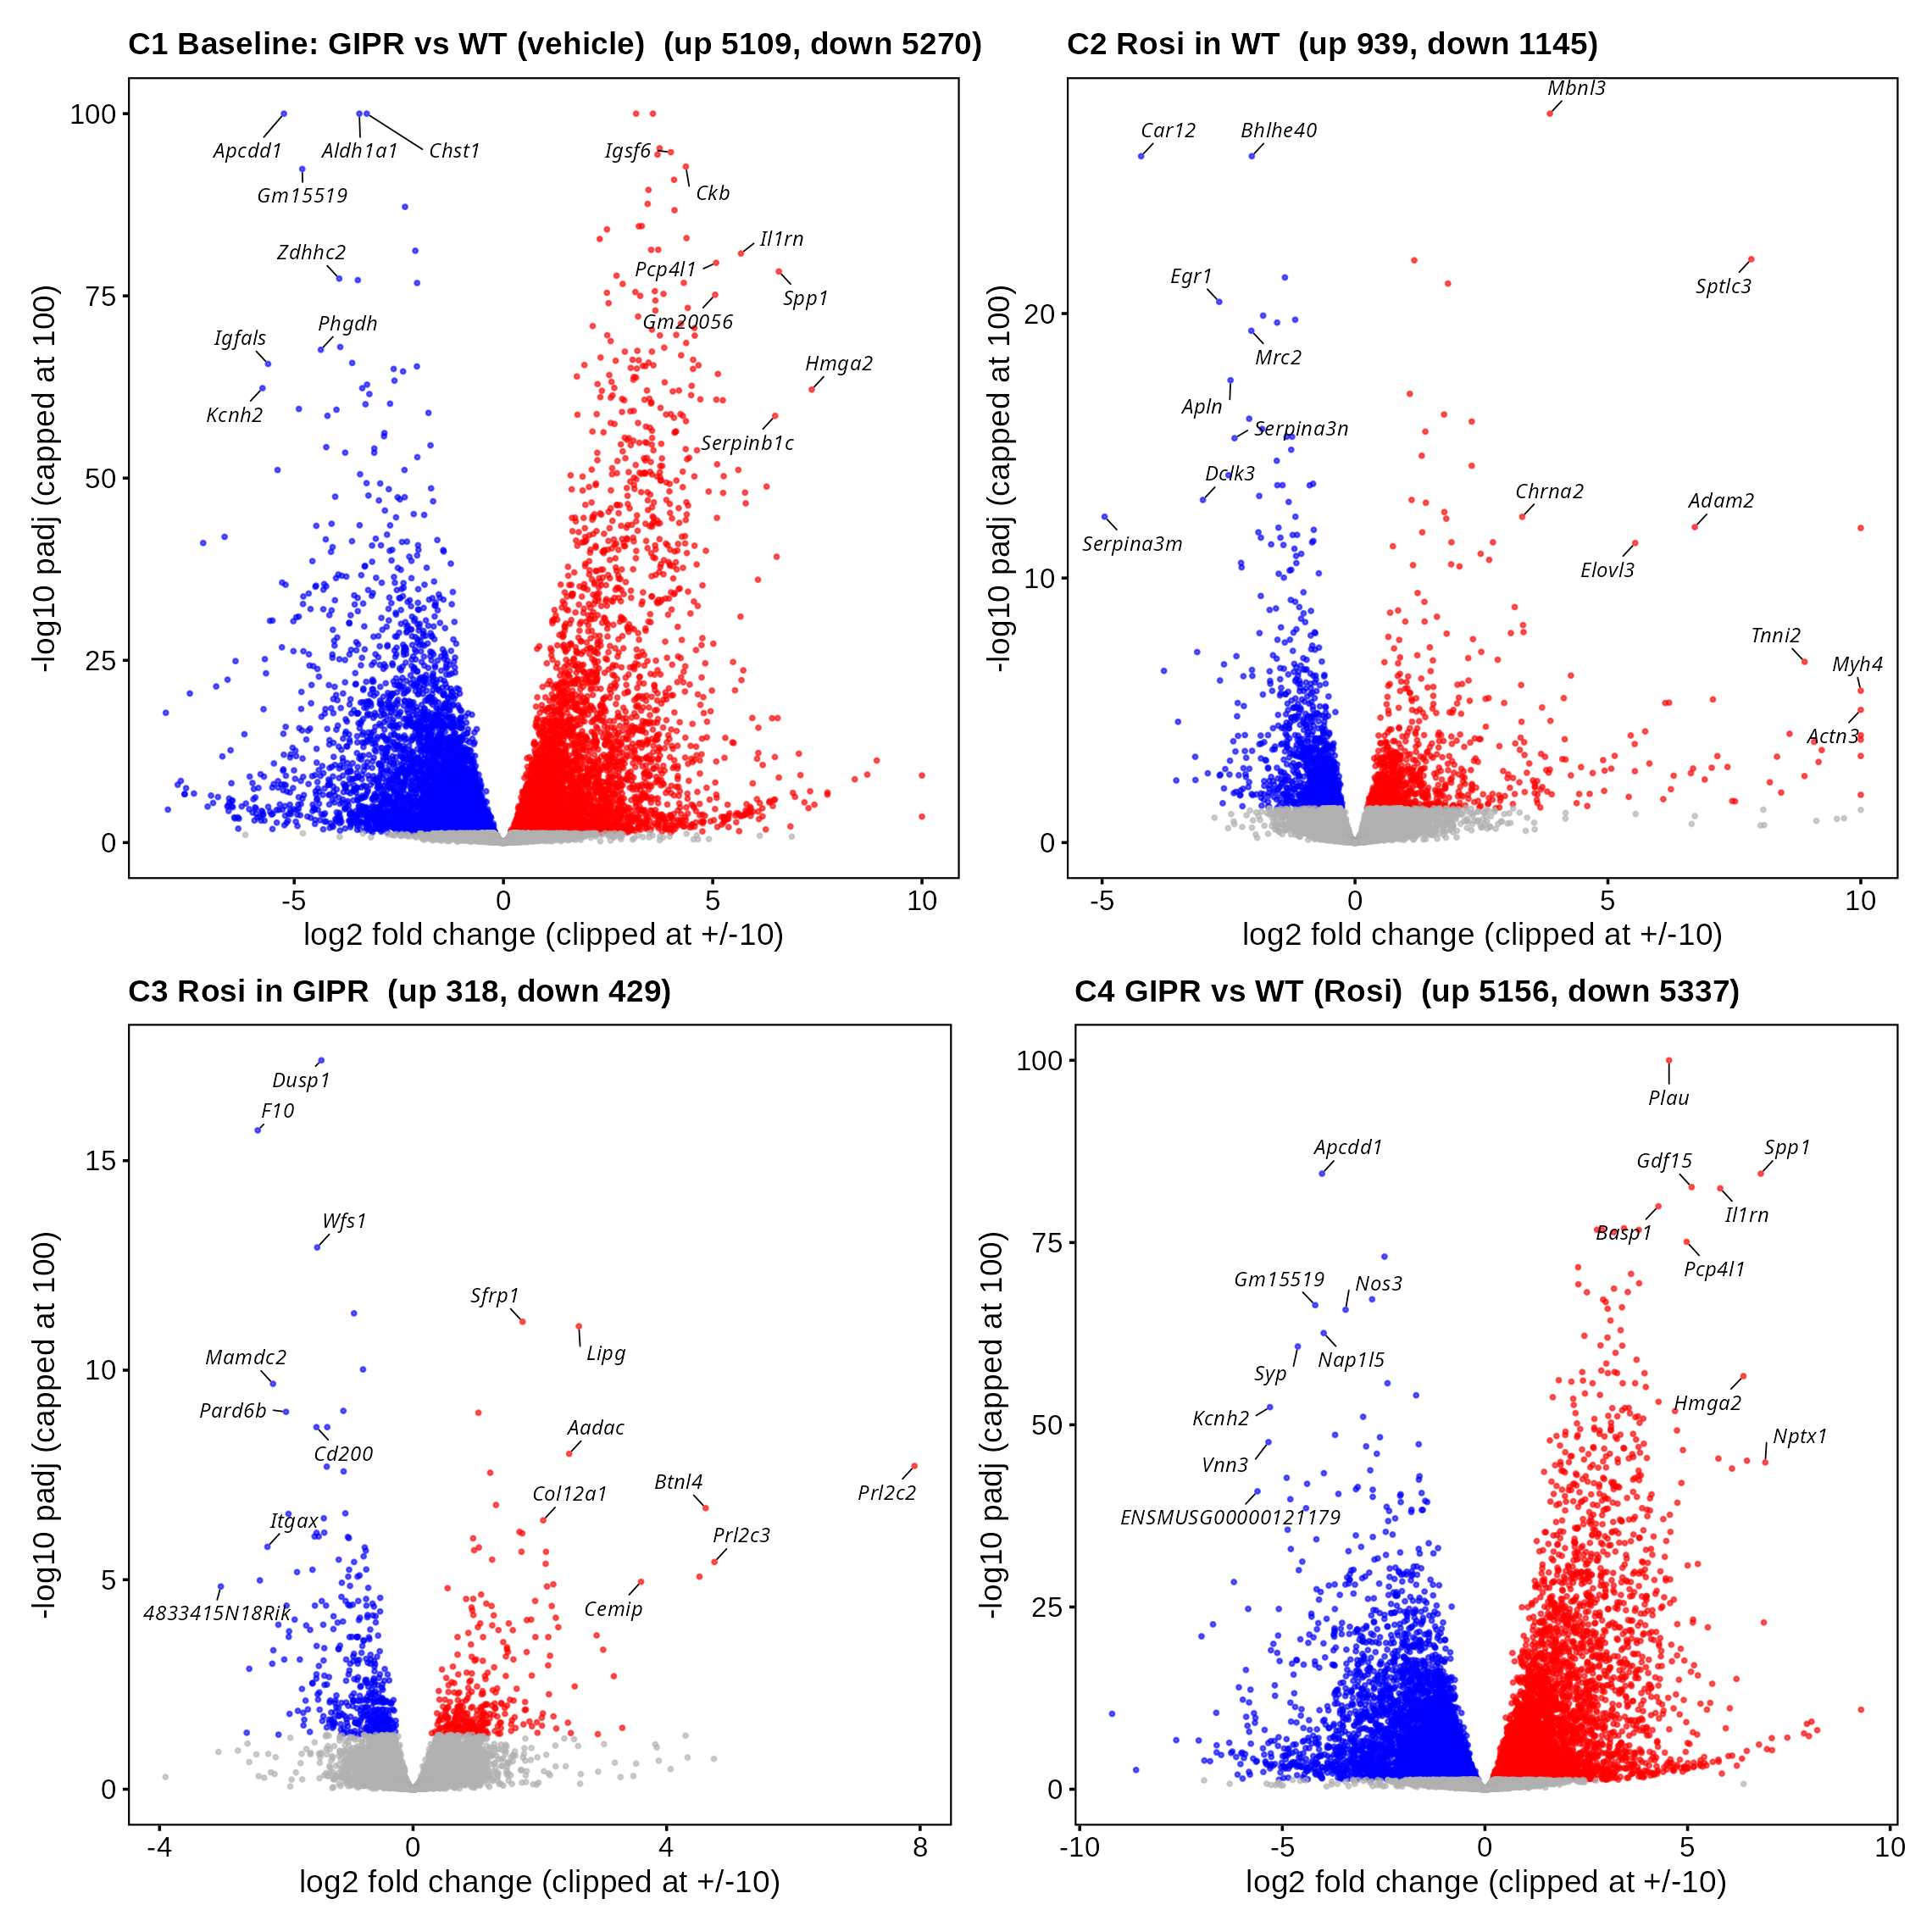 C1 Baseline: GIPR vs WT (vehicle)  (up 5109, down 5270)
-log10 padj (capped at 100)
100
75
50
25
0
Apcdd1
Aldh1a1
Chst1
Gm15519
Zdhhc2
Phgdh
Igfals
Kcnh2
Igsf6
Ckb
Il1rn
Pcp4l1
Spp1
Gm20056
Hmga2
Serpinb1c
-5
0
5
10
log2 fold change (clipped at +/-10)
C2 Rosi in WT  (up 939, down 1145)
-log10 padj (capped at 100)
20
10
0
Mbnl3
Car12
Bhlhe40
Egr1
Sptlc3
Mrc2
Apln
Serpina3n
Dclk3
Chrna2
Adam2
Serpina3m
Elovl3
Tnni2
Myh4
Actn3
-5
0
5
10
log2 fold change (clipped at +/-10)
C3 Rosi in GIPR  (up 318, down 429)
-log10 padj (capped at 100)
15
10
5
0
Dusp1
F10
Wfs1
Sfrp1
Lipg
Mamdc2
Pard6b
Cd200
Aadac
Btnl4
Prl2c2
Col12a1
Itgax
Prl2c3
4833415N18Rik
Cemip
-4
0
4
8
log2 fold change (clipped at +/-10)
C4 GIPR vs WT (Rosi)  (up 5156, down 5337)
-log10 padj (capped at 100)
100
75
50
25
0
Plau
Apcdd1
Gdf15
Spp1
Il1rn
Basp1
Pcp4l1
Gm15519
Nos3
Nap1l5
Syp
Kcnh2
Hmga2
Vnn3
Nptx1
ENSMUSG00000121179
-10
-5
0
5
10
log2 fold change (clipped at +/-10)